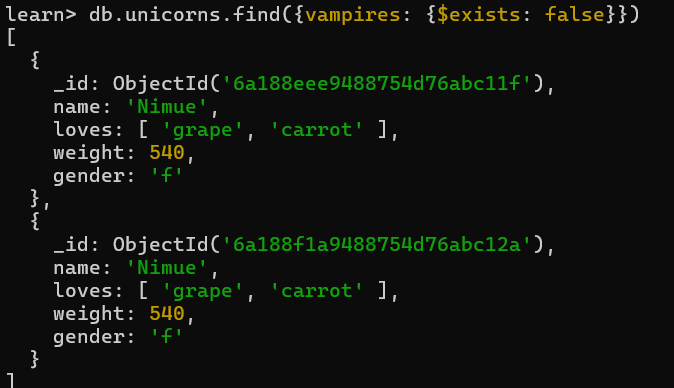 learn> db.unicorns.find({vampires: {$exists: false}})
[
  {
    _id: ObjectId('6a188eee9488754d76abc11f'),
    name: 'Nimue',
    loves: [ 'grape', 'carrot' ],
    weight: 540,
    gender: 'f'
  },
  {
    _id: ObjectId('6a188f1a9488754d76abc12a'),
    name: 'Nimue',
    loves: [ 'grape', 'carrot' ],
    weight: 540,
    gender: 'f'
  }
]